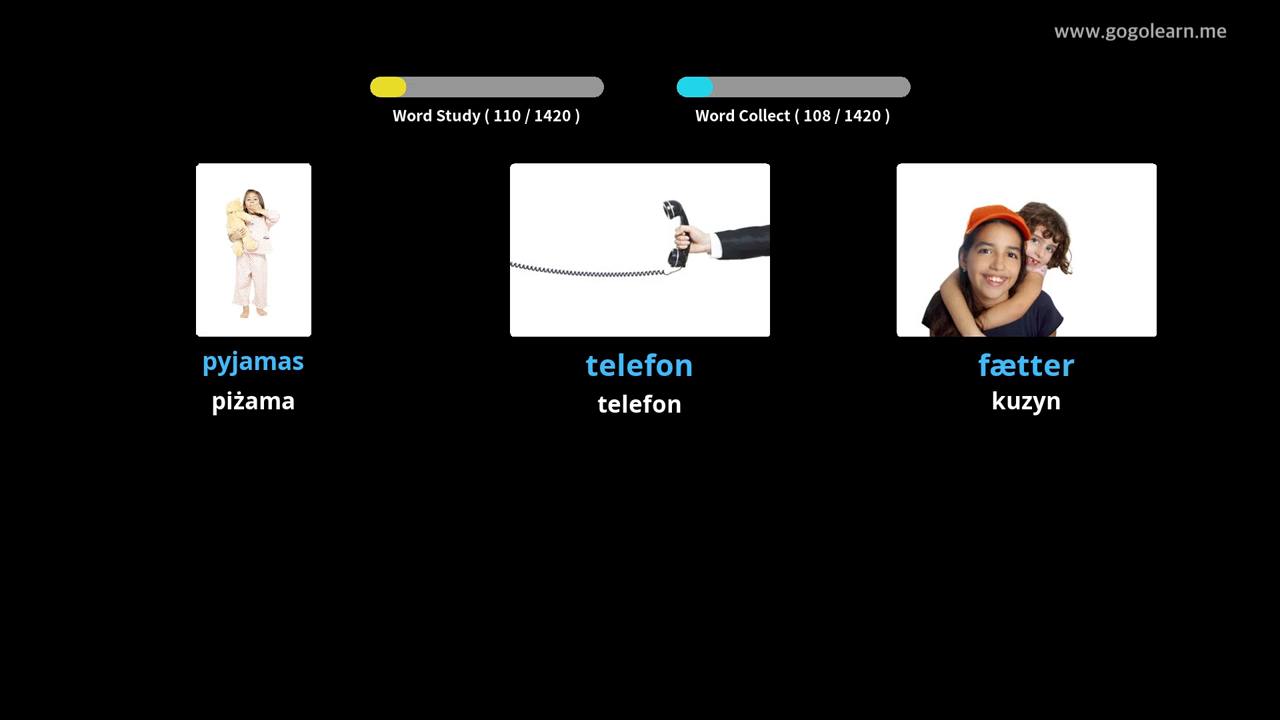 www.gogolearn.me
Word Study ( 110 / 1420 )
Word Collect ( 108 / 1420 )
pyjamas
piżama
telefon
telefon
fætter
kuzyn